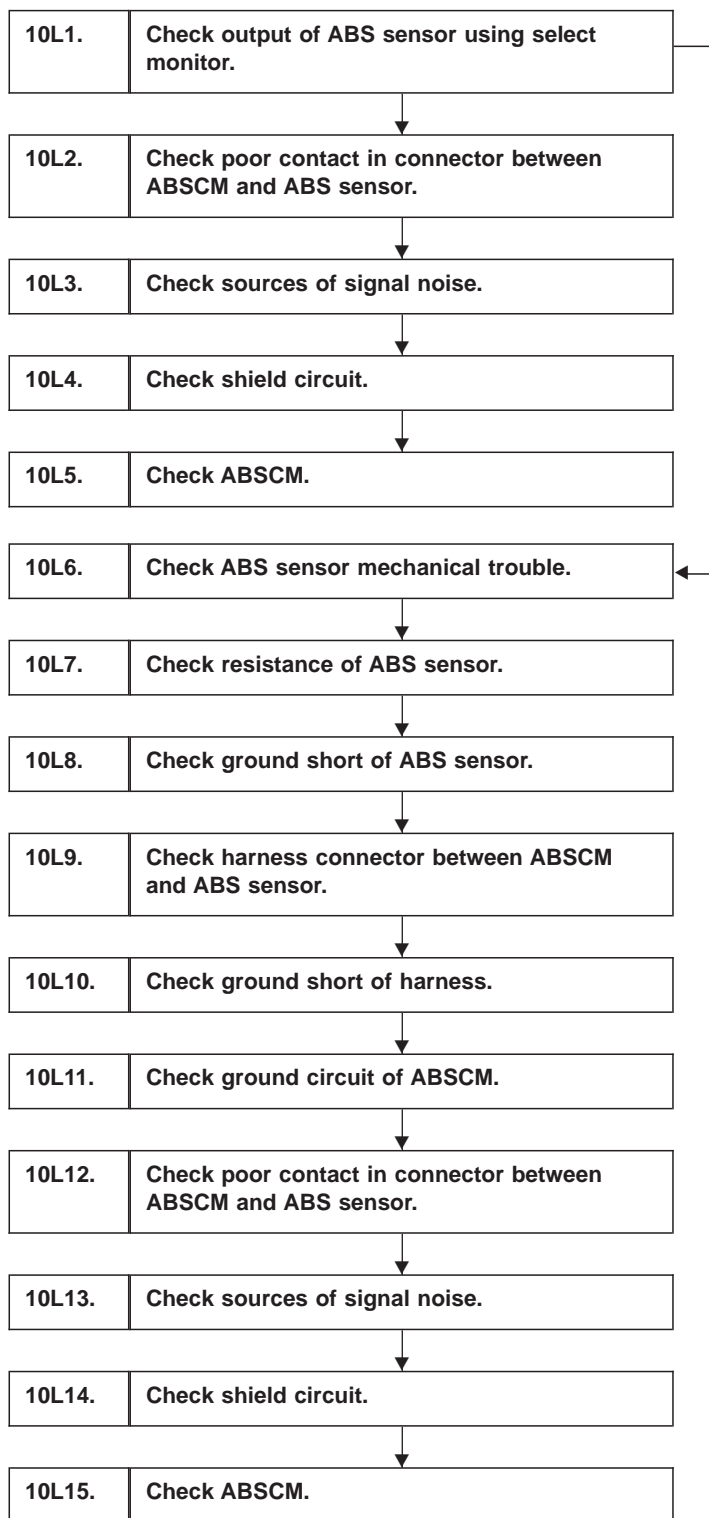 10L1. Check output of ABS sensor using select
monitor.
10L2. Check poor contact in connector between
ABSCM and ABS sensor.
10L3. Check sources of signal noise.
10L4. Check shield circuit.
10L5. Check ABSCM.
10L6. Check ABS sensor mechanical trouble.
10L7. Check resistance of ABS sensor.
10L8. Check ground short of ABS sensor.
10L9. Check harness connector between ABSCM
and ABS sensor.
10L10. Check ground short of harness.
10L11. Check ground circuit of ABSCM.
10L12. Check poor contact in connector between
ABSCM and ABS sensor.
10L13. Check sources of signal noise.
10L14. Check shield circuit.
10L15. Check ABSCM.